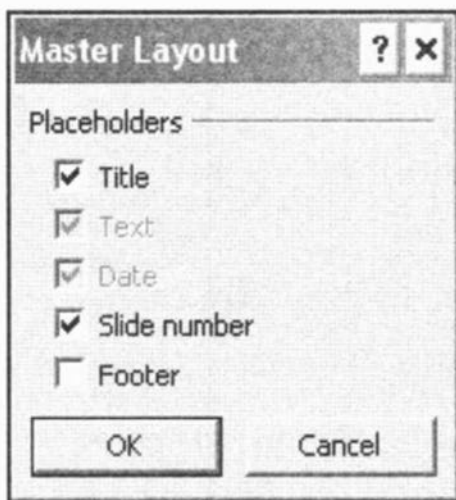 Master Layout ? ×
Placeholders
Title
Text
Date
Slide number
Footer
OK Cancel